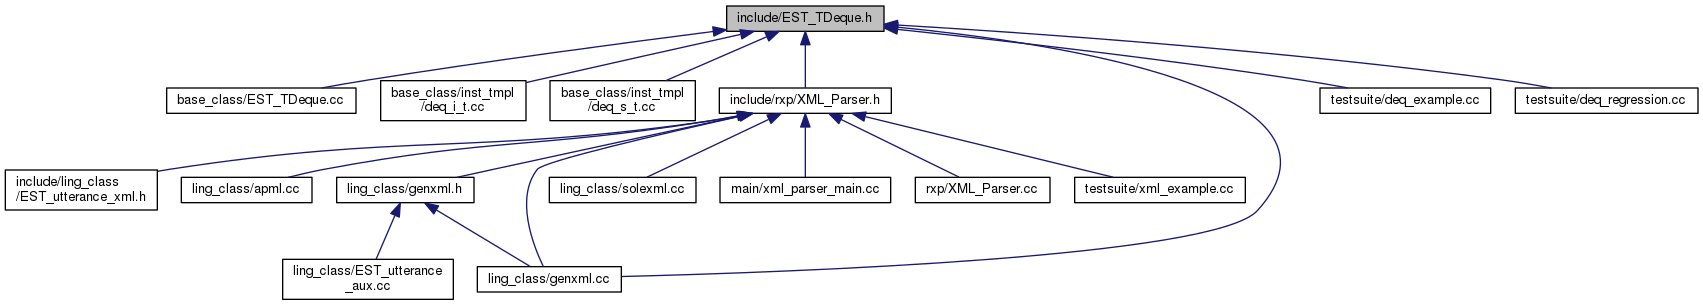 include/EST_TDeque.h
base_class/EST_TDeque.cc
base_class/inst_tmpl
/deq_i_t.cc
base_class/inst_tmpl
/deq_s_t.cc
include/rxp/XML_Parser.h
testsuite/deq_example.cc
testsuite/deq_regression.cc
include/ling_class
/EST_utterance_xml.h
ling_class/apml.cc
ling_class/genxml.h
ling_class/solexml.cc
main/xml_parser_main.cc
rxp/XML_Parser.cc
testsuite/xml_example.cc
ling_class/EST_utterance
_aux.cc
ling_class/genxml.cc